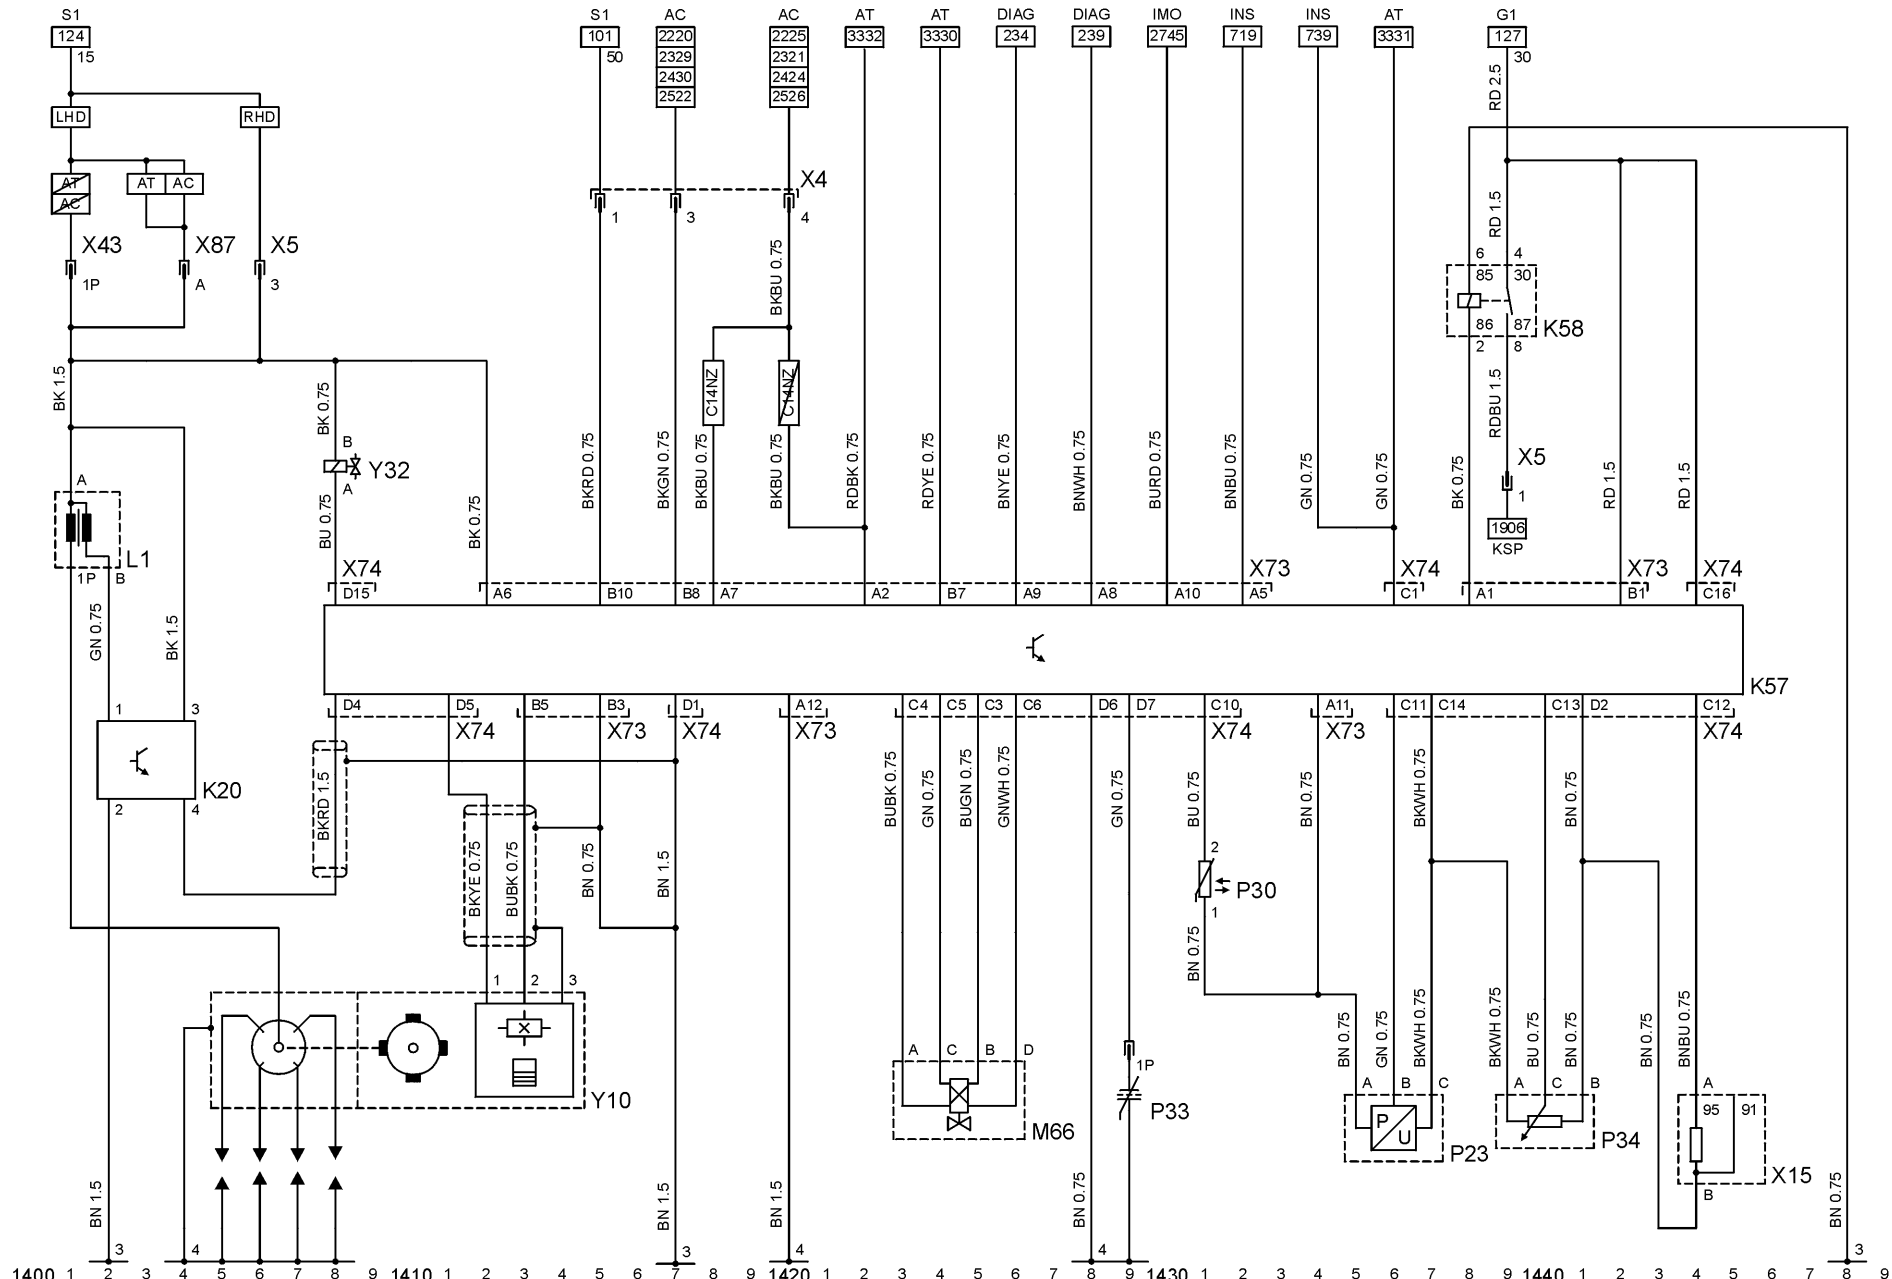 S1 S1 AC AC AT AT DIAG DIAG IMO INS INS AT G1
124 101 2220 2225 3332 3330 234 239 2745 719 739 3331 127
15 50 2329 2321 30
2430 2424
2522 2526
RD 2.5
LHD RHD
AT AT AC
AC
X4
1 3 4
RD 1.5
X43 X87 X5
1P A 3
BKBU 0.75
6 4
85 30
86 87 K58
2 8
BK 1.5 BK 0.75
C14NZ C14NZ
RDBU 1.5
B
Y32
A
BKRD 0.75 BKGN 0.75 BKBU 0.75 BKBU 0.75 RDBK 0.75 RDYE 0.75 BNYE 0.75 BNWH 0.75 BURD 0.75 BNBU 0.75 GN 0.75 GN 0.75 BK 0.75 RD 1.5 RD 1.5
X5
1
A
BU 0.75 BK 0.75
1906
KSP
L1
1P B
X74 X73 X74 X73 X74
D15 A6 B10 B8 A7 A2 B7 A9 A8 A10 A5 C1 A1 B1 C16
GN 0.75 BK 1.5
K57
1 3
D4 D5 B5 B3 D1 A12 C4 C5 C3 C6 D6 D7 C10 A11 C11 C14 C13 D2 C12
X74 X73 X74 X73 X74 X73 X74
K20
2 4
BKRD 1.5 BUBK 0.75 GN 0.75 BUGN 0.75 GNWH 0.75 GN 0.75 BU 0.75 BN 0.75 BKWH 0.75 BN 0.75
BKYE 0.75 BUBK 0.75 BN 0.75 BN 1.5
2
P30
1
BN 0.75
1 2 3
BN 0.75 GN 0.75 BKWH 0.75 BKWH 0.75 BU 0.75 BN 0.75 BN 0.75 BNBU 0.75
A C B D
1P
A B C A C B A
Y10
M66
P33
P
U
P23
P34
95 91
X15
B
BN 1.5 BN 1.5 BN 1.5 BN 0.75 BN 0.75
3 4 3 4 4 3
1400 1 2 3 4 5 6 7 8 9 1410 1 2 3 4 5 6 7 8 9 1420 1 2 3 4 5 6 7 8 9 1430 1 2 3 4 5 6 7 8 9 1440 1 2 3 4 5 6 7 8 9